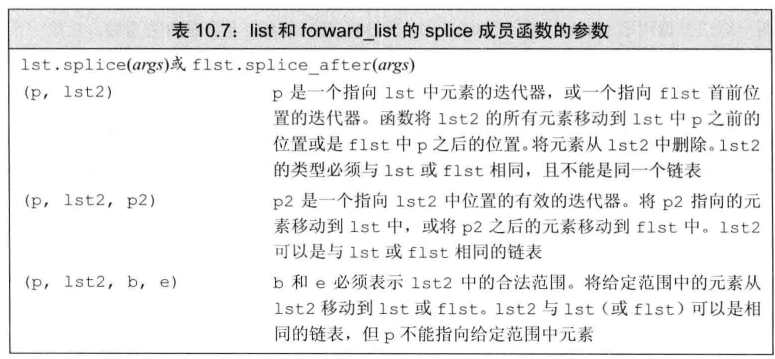 表 10.7：list 和 forward_list 的 splice 成员函数的参数
lst.splice(args)或 flst.splice_after(args)
(p, lst2) p 是一个指向 lst 中元素的迭代器，或一个指向 flst 首前位
置的迭代器。函数将 lst2 的所有元素移动到 lst 中 p 之前的
位置或是 flst 中 p 之后的位置。将元素从 lst2 中删除。lst2
的类型必须与 lst 或 flst 相同，且不能是同一个链表
(p, lst2, p2) p2 是一个指向 lst2 中位置的有效的迭代器。将 p2 指向的元
素移动到 lst 中，或将 p2 之后的元素移动到 flst 中。lst2
可以是与 lst 或 flst 相同的链表
(p, lst2, b, e) b 和 e 必须表示 lst2 中的合法范围。将给定范围中的元素从
lst2 移动到 lst 或 flst。lst2 与 lst（或 flst）可以是相
同的链表，但 p 不能指向给定范围中元素